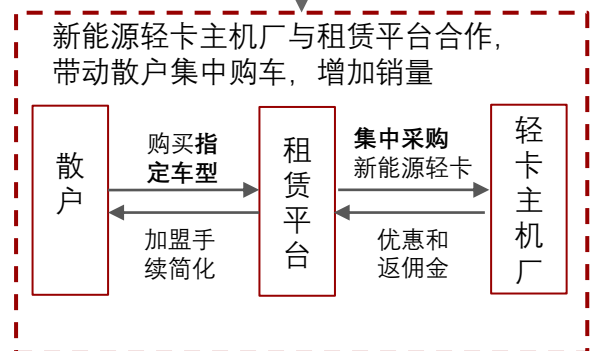 新能源轻卡主机厂与租赁平台合作,
带动散户集中购车, 增加销量
散户
购买指
定车型
加盟手
续简化
租赁平台
集中采购
新能源轻卡
优惠和
返佣金
轻卡主机厂